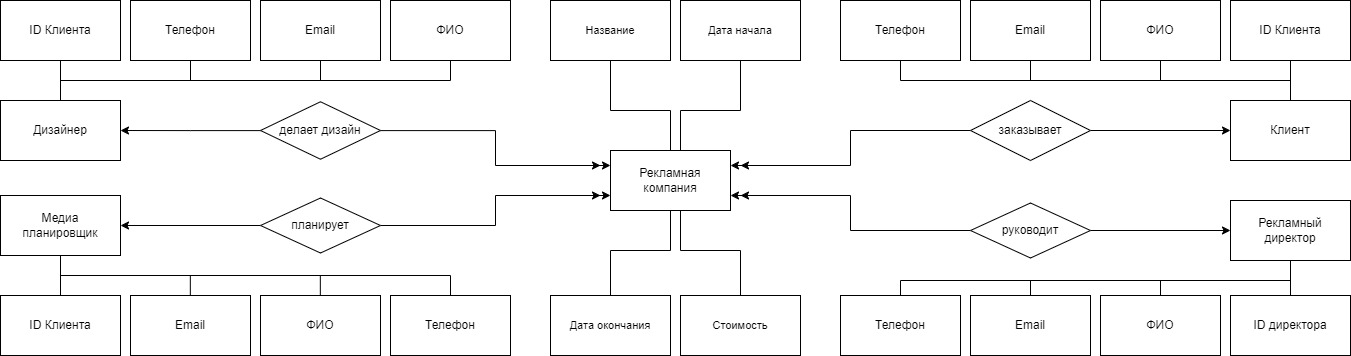 ID Клиента
Телефон
Email
ФИО
Название
Дата начала
Телефон
Email
ФИО
ID Клиента
Дизайнер
делает дизайн
заказывает
Клиент
Рекламная
компания
Медиа
планировщик
планирует
руководит
Рекламный
директор
ID Клиента
Email
ФИО
Телефон
Дата окончания
Стоимость
Телефон
Email
ФИО
ID директора